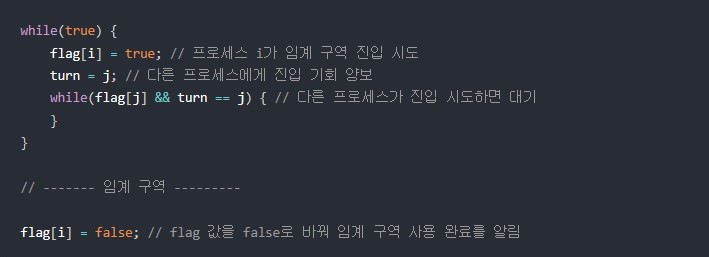 while(true) {
    flag[i] = true; // 프로세스 i가 임계 구역 진입 시도
    turn = j; // 다른 프로세스에게 진입 기회 양보
    while(flag[j] && turn == j) { // 다른 프로세스가 진입 시도하면 대기
    }
}
// ------- 임계 구역 ---------
flag[i] = false; // flag 값을 false로 바꿔 임계 구역 사용 완료를 알림